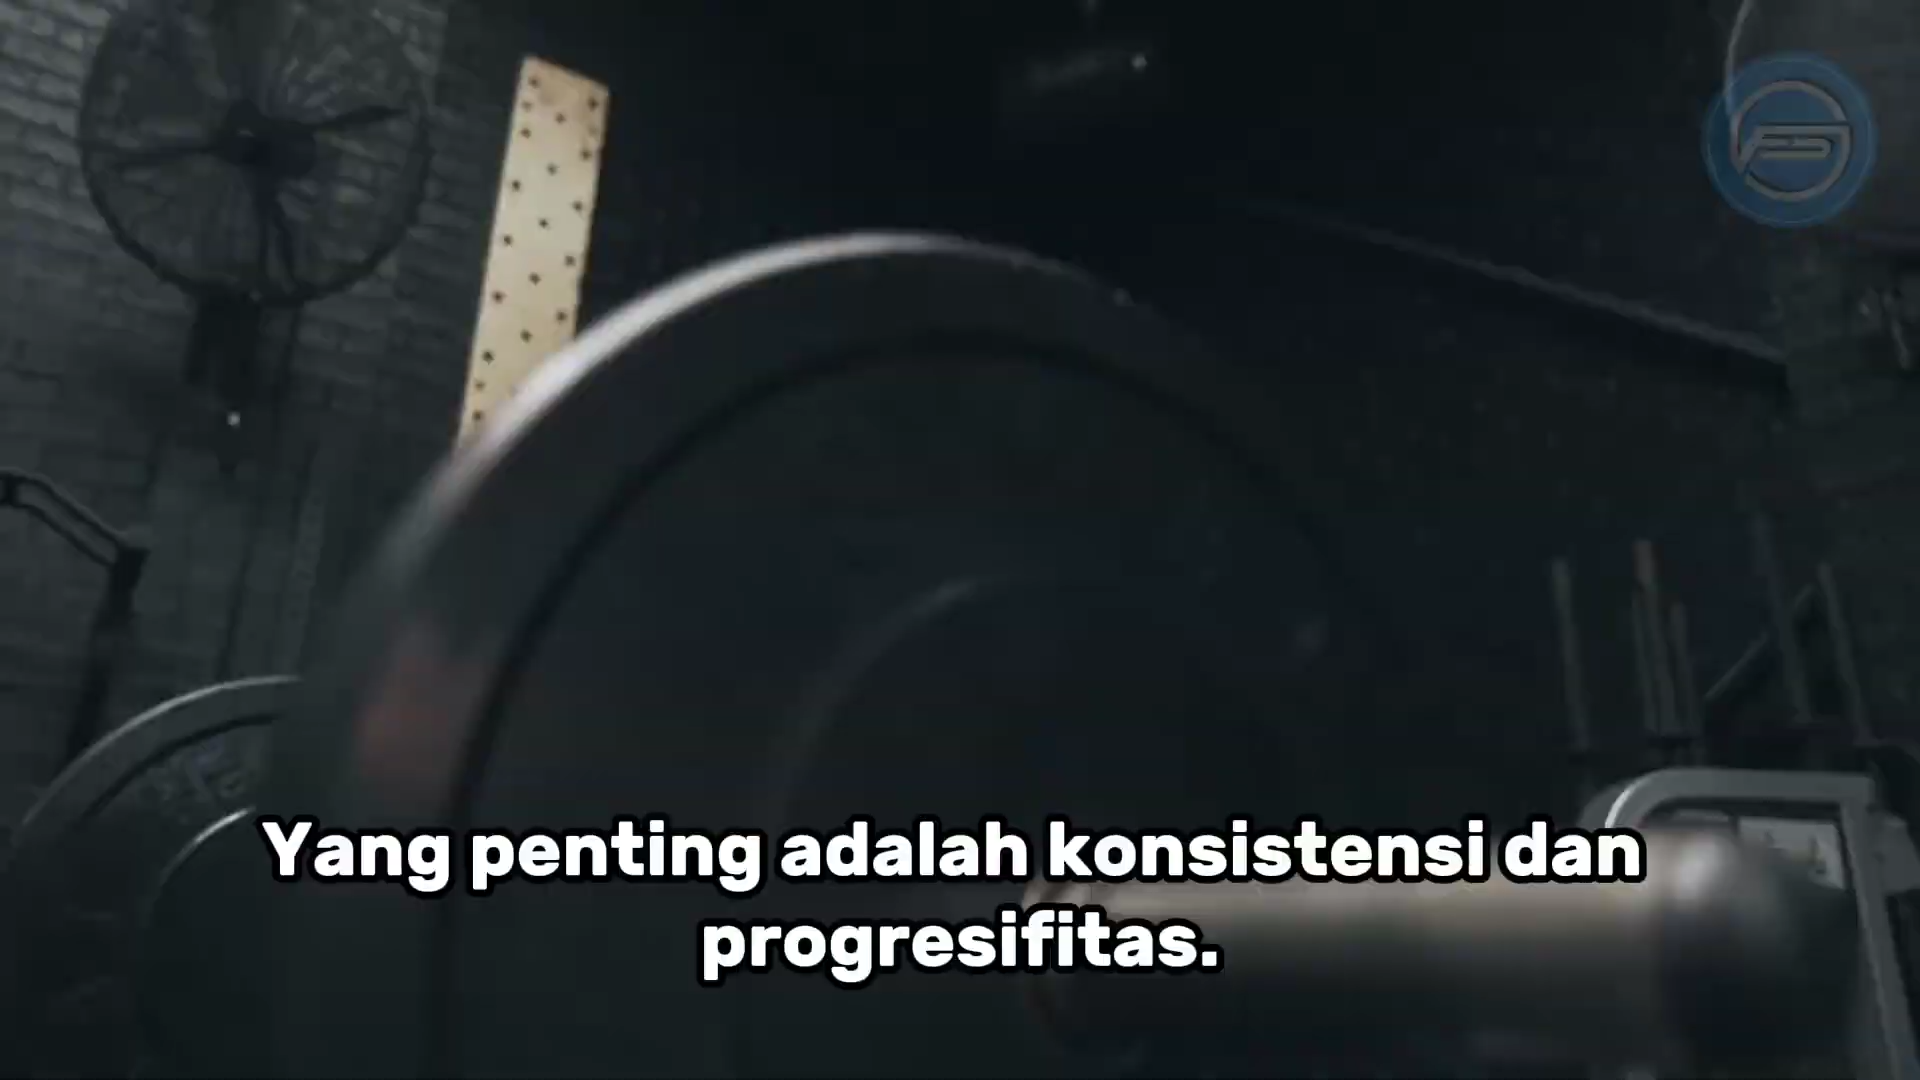 Yang penting adalah konsistensi dan
progresifitas.